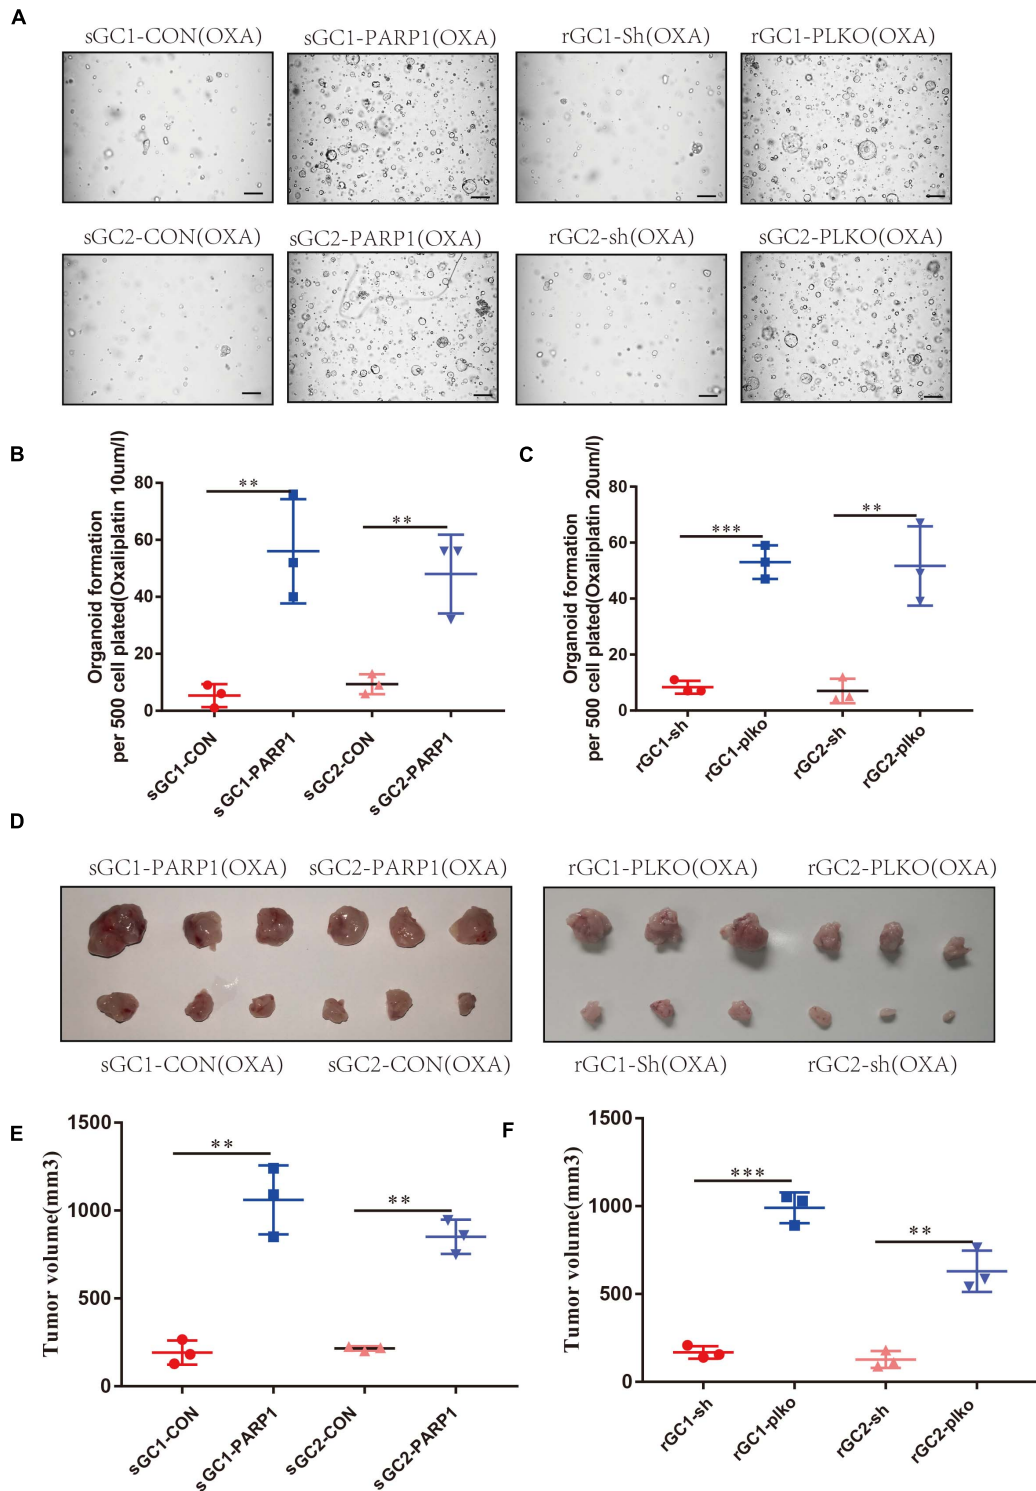 A
sGC1-CON(OXA) sGC1-PARP1(OXA) rGC1-Sh(OXA) rGC1-PLKO(OXA)
sGC2-CON(OXA) sGC2-PARP1(OXA) rGC2-sh(OXA) sGC2-PLKO(OXA)
B
Organoid formation
per 500 cell plated(Oxaliplatin 10um/l)
80
60
40
20
0
**
**
sGC1-CON
sGC1-PARP1
sGC2-CON
sGC2-PARP1
C
Organoid formation
per 500 cell plated(Oxaliplatin 20um/l)
80
60
40
20
0
***
**
rGC1-sh
rGC1-plko
rGC2-sh
rGC2-plko
D
sGC1-PARP1(OXA) sGC2-PARP1(OXA) rGC1-PLKO(OXA) rGC2-PLKO(OXA)
sGC1-CON(OXA) sGC2-CON(OXA) rGC1-Sh(OXA) rGC2-sh(OXA)
E
Tumor volume(mm3)
1500
1000
500
0
**
**
sGC1-CON
sGC1-PARP1
sGC2-CON
sGC2-PARP1
F
Tumor volume(mm3)
1500
1000
500
0
***
**
rGC1-sh
rGC1-plko
rGC2-sh
rGC2-plko